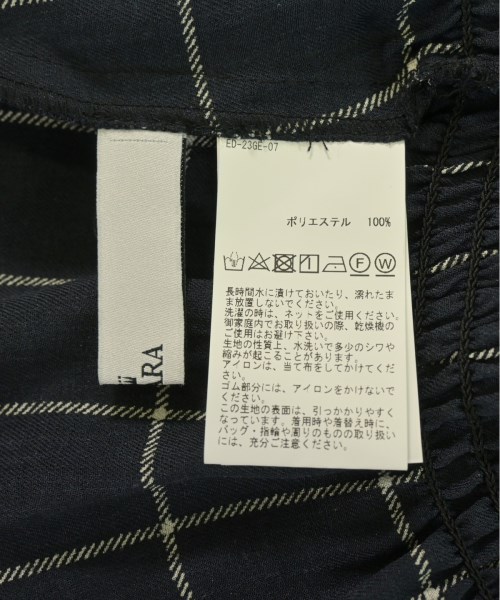 ED-23GE-07
ポリエステル 100%
F W
長時間水に漬けておいたり、濡れたまま
放置しないでください。
洗濯の時は、ネットをご使用ください。
御家庭内でお取り扱いの際、乾燥機の
ご使用はお避け下さい。
生地の性質上、水洗いで多少のシワや
縮みが起こることがあります。
アイロンは、当て布をしてかけてください。
ゴム部分には、アイロンをかけないで
ください。
この生地の表面は、引っかかりやすく
なっています。着用時や着替え時に、
バッグ・指輪や周りのものの取り扱い
には、充分ご注意ください。
ARA